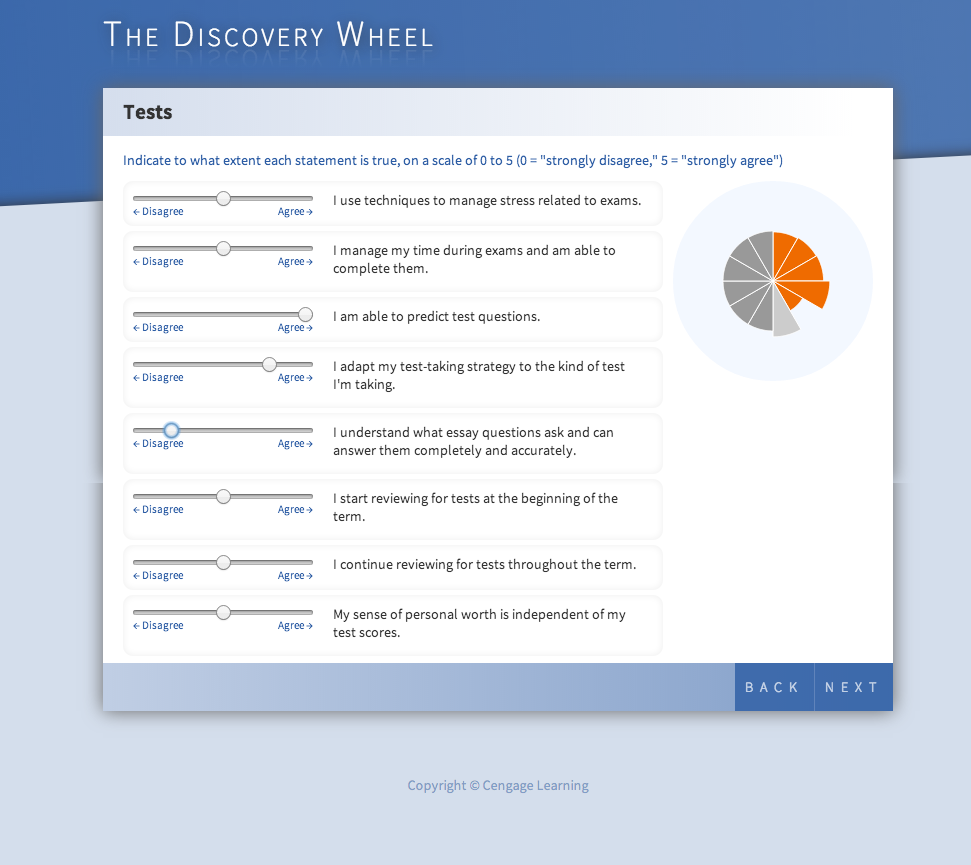 The Discovery Wheel
Tests
Indicate to what extent each statement is true, on a scale of 0 to 5 (0 = "strongly disagree," 5 = "strongly agree")
← Disagree Agree → I use techniques to manage stress related to exams.
I manage my time during exams and am able to
← Disagree Agree → complete them.
← Disagree Agree → I am able to predict test questions.
I adapt my test-taking strategy to the kind of test
← Disagree Agree → I'm taking.
I understand what essay questions ask and can
← Disagree Agree → answer them completely and accurately.
I start reviewing for tests at the beginning of the
← Disagree Agree → term.
← Disagree Agree → I continue reviewing for tests throughout the term.
My sense of personal worth is independent of my
← Disagree Agree → test scores.
BACK NEXT
Copyright © Cengage Learning